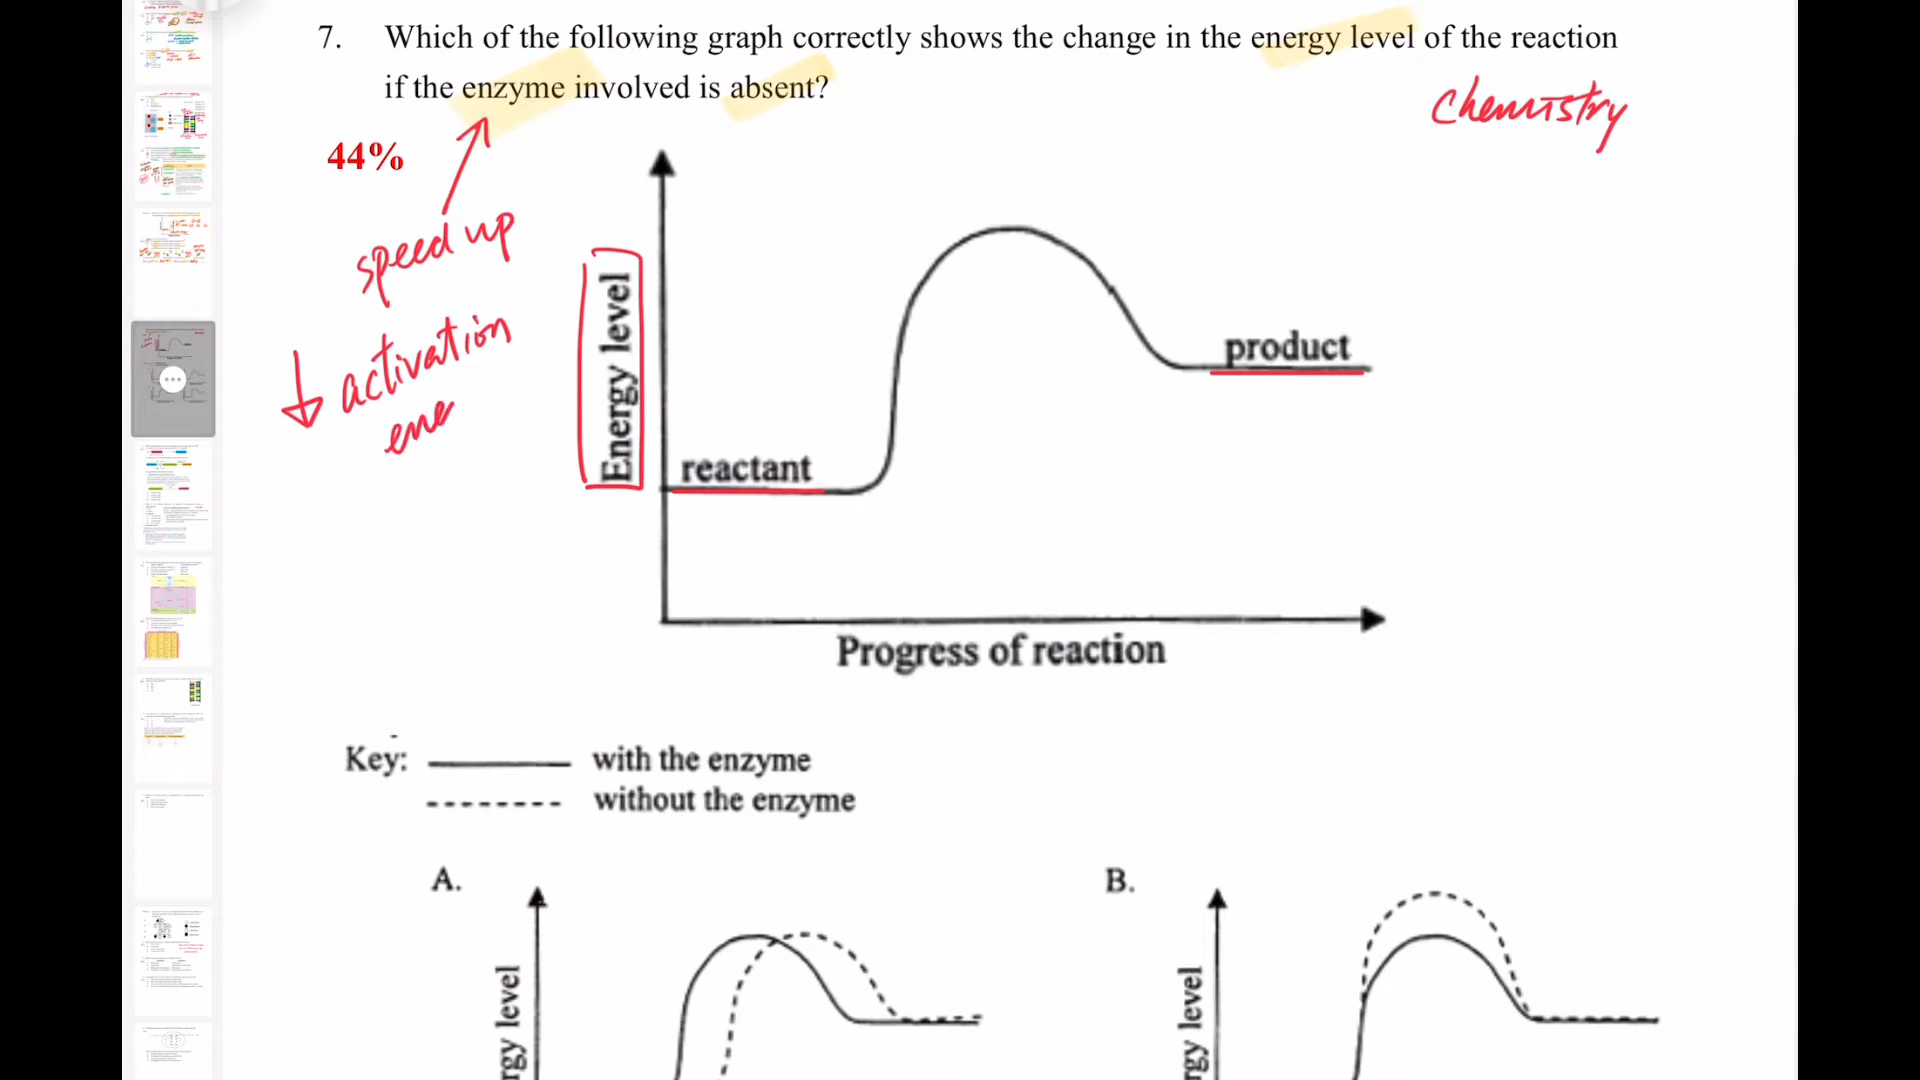 7. Which of the following graph correctly shows the change in the energy level of the reaction
if the enzyme involved is absent?
chemistry
44%
speed up
↓ activation
ene
Energy level
reactant
product
Progress of reaction
Key: with the enzyme
without the enzyme
A.
B.
rgy level
rgy level